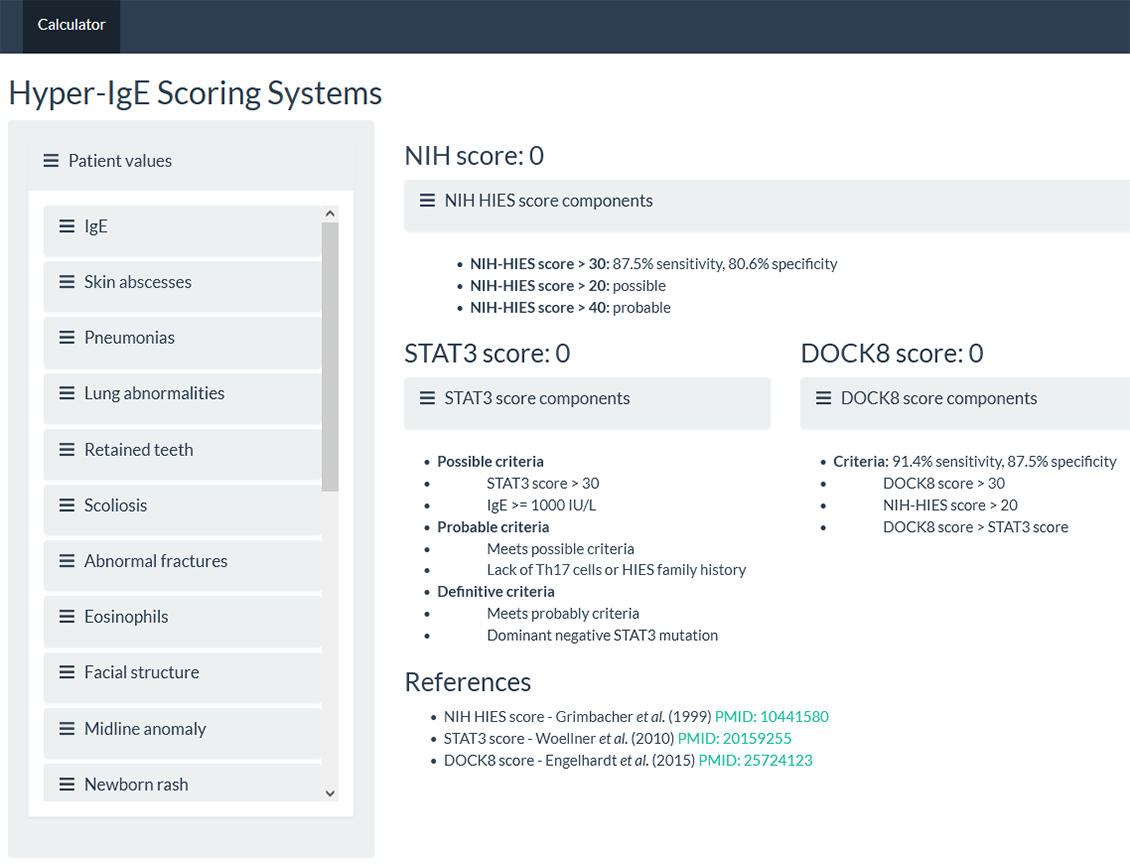 Calculator
Hyper-IgE Scoring Systems
Patient values
IgE
Skin abscesses
Pneumonias
Lung abnormalities
Retained teeth
Scoliosis
Abnormal fractures
Eosinophils
Facial structure
Midline anomaly
Newborn rash
NIH score: 0
NIH HIES score components
• NIH-HIES score > 30: 87.5% sensitivity, 80.6% specificity
• NIH-HIES score > 20: possible
• NIH-HIES score > 40: probable
STAT3 score: 0
STAT3 score components
• Possible criteria
• STAT3 score > 30
• IgE >= 1000 IU/L
• Probable criteria
• Meets possible criteria
• Lack of Th17 cells or HIES family history
• Definitive criteria
• Meets probably criteria
• Dominant negative STAT3 mutation
DOCK8 score: 0
DOCK8 score components
• Criteria: 91.4% sensitivity, 87.5% specificity
• DOCK8 score > 30
• NIH-HIES score > 20
• DOCK8 score > STAT3 score
References
• NIH HIES score - Grimbacher et al. (1999) PMID: 10441580
• STAT3 score - Woellner et al. (2010) PMID: 20159255
• DOCK8 score - Engelhardt et al. (2015) PMID: 25724123